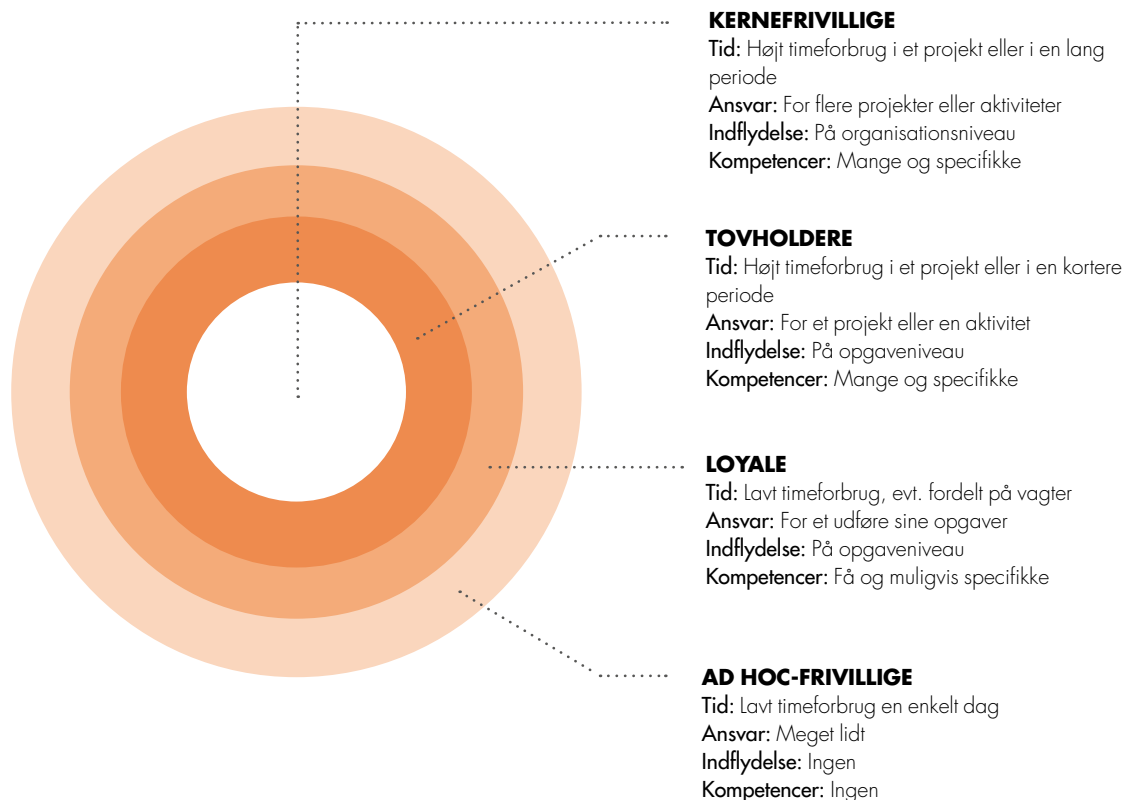 KERNEFRIVILLIGE
Tid: Højt timeforbrug i et projekt eller i en lang
periode
Ansvar: For flere projekter eller aktiviteter
Indflydelse: På organisationsniveau
Kompetencer: Mange og specifikke
TOVHOLDERE
Tid: Højt timeforbrug i et projekt eller i en kortere
periode
Ansvar: For et projekt eller en aktivitet
Indflydelse: På opgaveniveau
Kompetencer: Mange og specifikke
LOYALE
Tid: Lavt timeforbrug, evt. fordelt på vagter
Ansvar: For et udføre sine opgaver
Indflydelse: På opgaveniveau
Kompetencer: Få og muligvis specifikke
AD HOC-FRIVILLIGE
Tid: Lavt timeforbrug en enkelt dag
Ansvar: Meget lidt
Indflydelse: Ingen
Kompetencer: Ingen